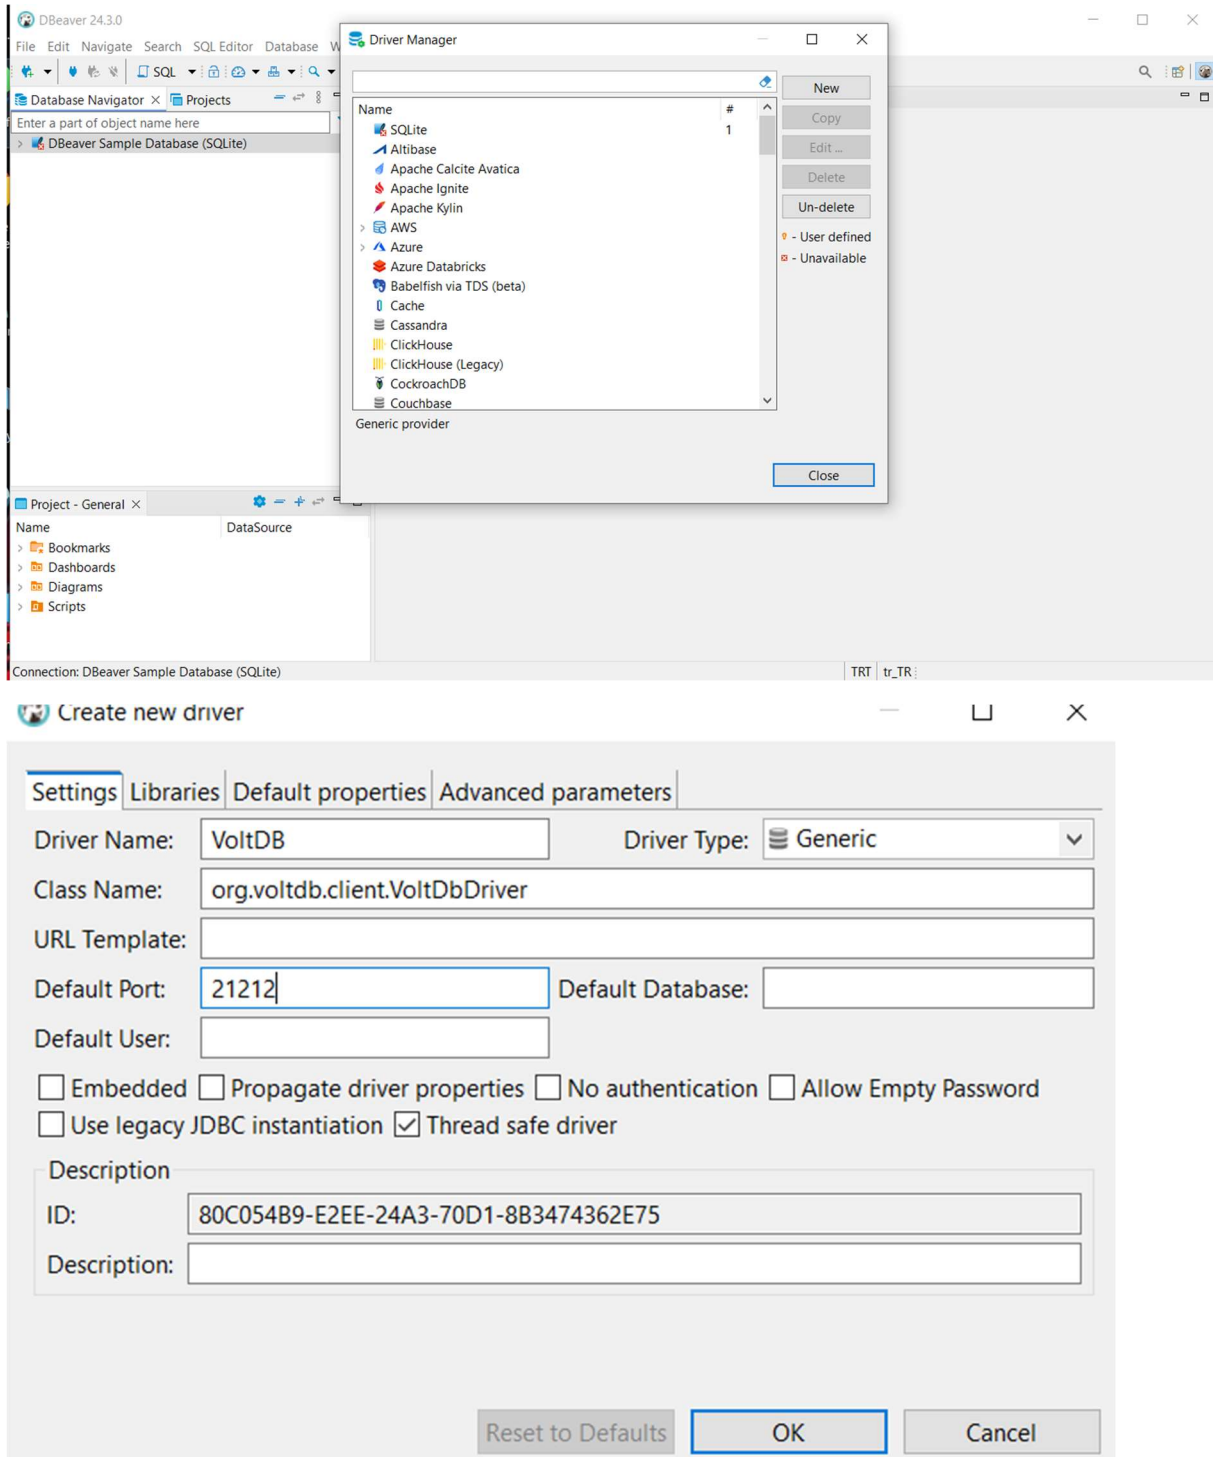 DBeaver 24.3.0
File Edit Navigate Search SQL Editor Database W
SQL
Database Navigator Projects
Enter a part of object name here
DBeaver Sample Database (SQLite)
Driver Manager
Name #
SQLite 1
Altibase
Apache Calcite Avatica
Apache Ignite
Apache Kylin
AWS
Azure
Azure Databricks
Babelfish via TDS (beta)
Cache
Cassandra
ClickHouse
ClickHouse (Legacy)
CockroachDB
Couchbase
Generic provider
New
Copy
Edit ...
Delete
Un-delete
- User defined
- Unavailable
Close
Project - General
Name DataSource
Bookmarks
Dashboards
Diagrams
Scripts
Connection: DBeaver Sample Database (SQLite) TRT tr_TR
Create new driver
Settings Libraries Default properties Advanced parameters
Driver Name: VoltDB Driver Type: Generic
Class Name: org.voltdb.client.VoltDbDriver
URL Template:
Default Port: 21212 Default Database:
Default User:
Embedded Propagate driver properties No authentication Allow Empty Password
Use legacy JDBC instantiation Thread safe driver
Description
ID: 80C054B9-E2EE-24A3-70D1-8B3474362E75
Description:
Reset to Defaults OK Cancel